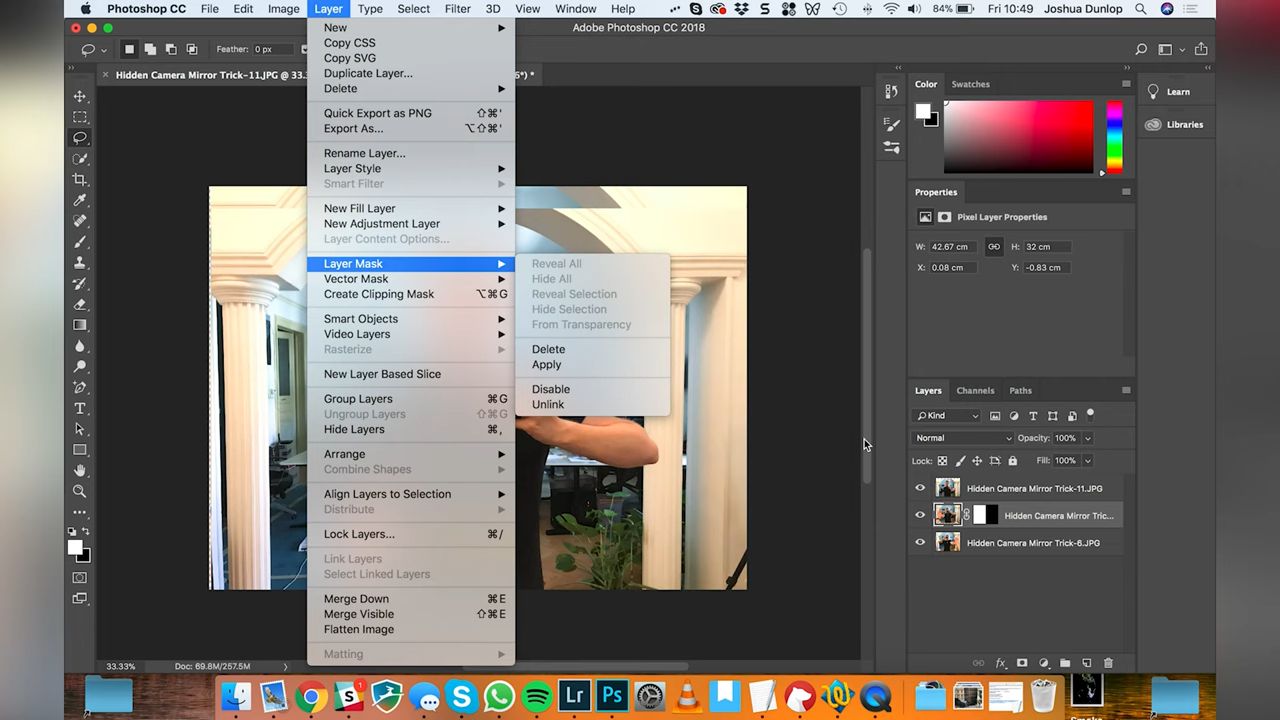 Photoshop CC File Edit Image Layer Type Select Filter 3D View Window Help 84% Fri 10:49 Joshua Dunlop
Adobe Photoshop CC 2018
Feather: 0 px
Hidden Camera Mirror Trick-11.JPG @ 33.3 *) *
New
Copy CSS
Copy SVG
Duplicate Layer...
Delete
Quick Export as PNG ⇧⌘'
Export As... ⌥⇧⌘'
Rename Layer...
Layer Style
Smart Filter
New Fill Layer
New Adjustment Layer
Layer Content Options...
Layer Mask
Vector Mask
Create Clipping Mask ⌥⌘G
Smart Objects
Video Layers
Rasterize
New Layer Based Slice
Group Layers ⌘G
Ungroup Layers ⇧⌘G
Hide Layers ⌘,
Arrange
Combine Shapes
Align Layers to Selection
Distribute
Lock Layers... ⌘/
Link Layers
Select Linked Layers
Merge Down ⌘E
Merge Visible ⇧⌘E
Flatten Image
Matting
Reveal All
Hide All
Reveal Selection
Hide Selection
From Transparency
Delete
Apply
Disable
Unlink
Color Swatches
Learn
Libraries
Properties
Pixel Layer Properties
W: 42.67 cm H: 32 cm
X: 0.08 cm Y: -0.83 cm
Layers Channels Paths
Kind
Normal Opacity: 100%
Lock: Fill: 100%
Hidden Camera Mirror Trick-11.JPG
Hidden Camera Mirror Tric...
Hidden Camera Mirror Trick-6.JPG
33.33% Doc: 69.8M/257.5M
Lr Ps